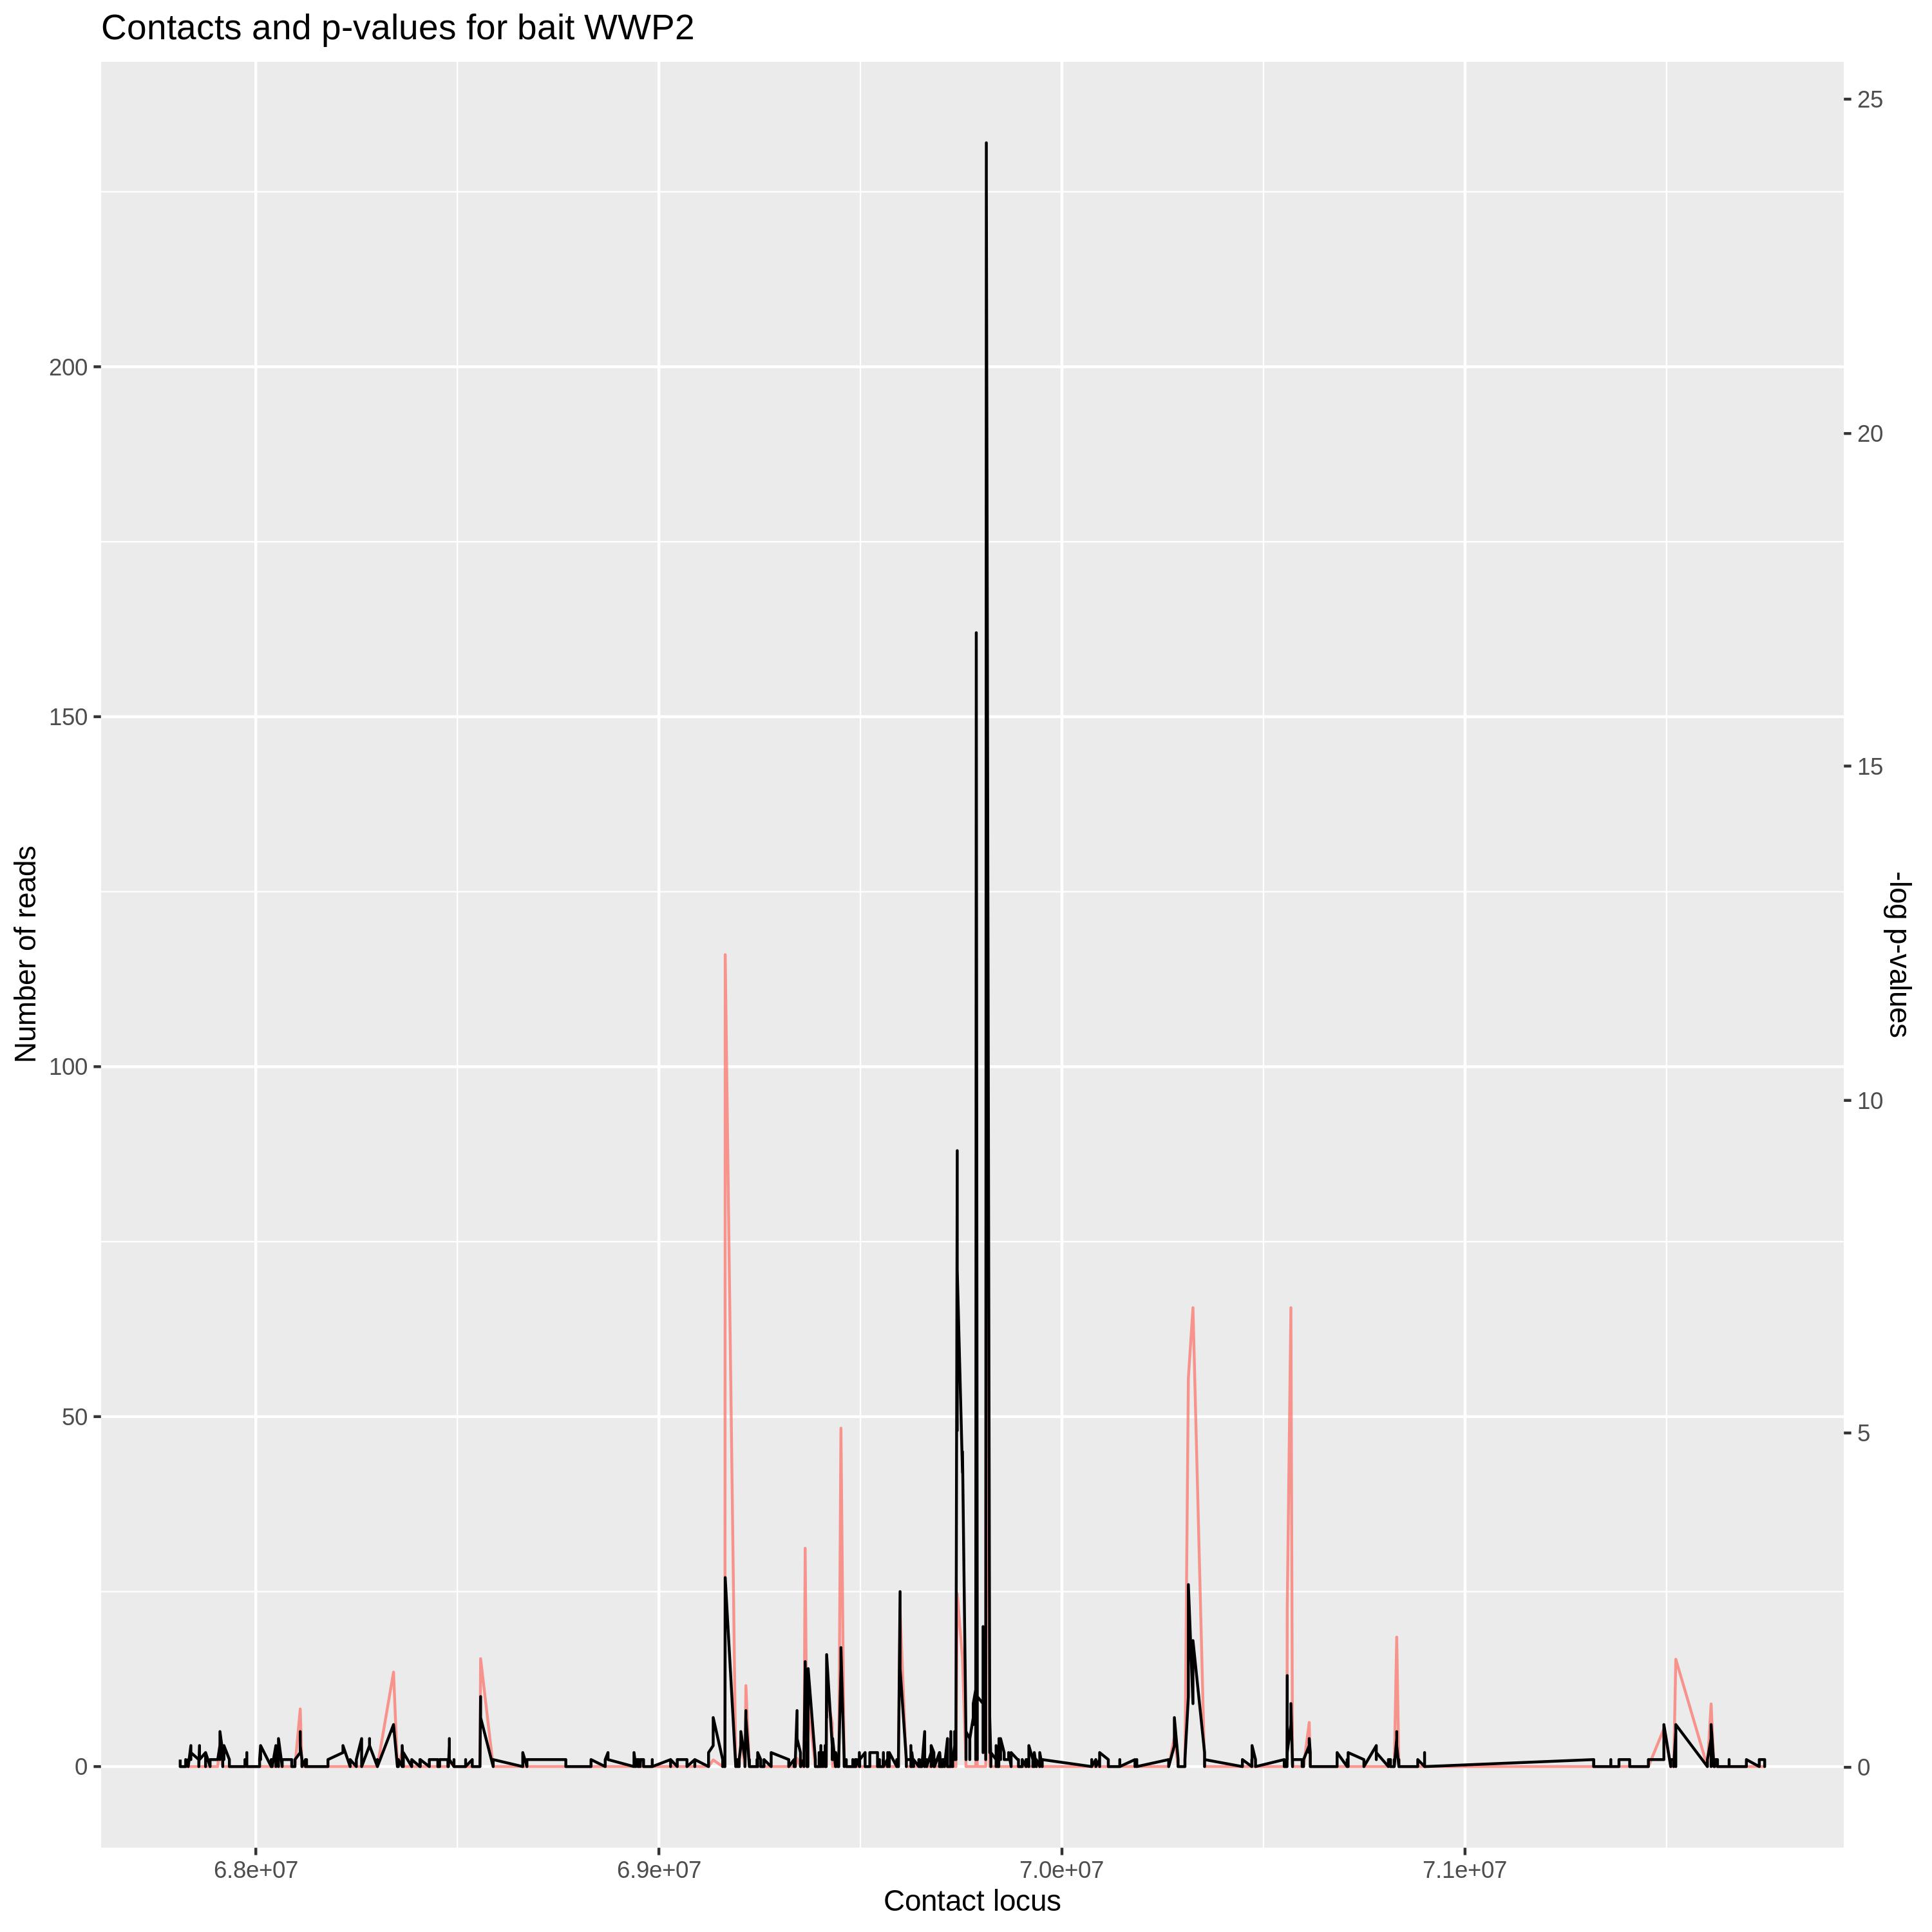 Contacts and p-values for bait WWP2
Number of reads
200
150
100
50
0
25
20
15
10
5
0
-log p-values
6.8e+07
6.9e+07
7.0e+07
7.1e+07
Contact locus